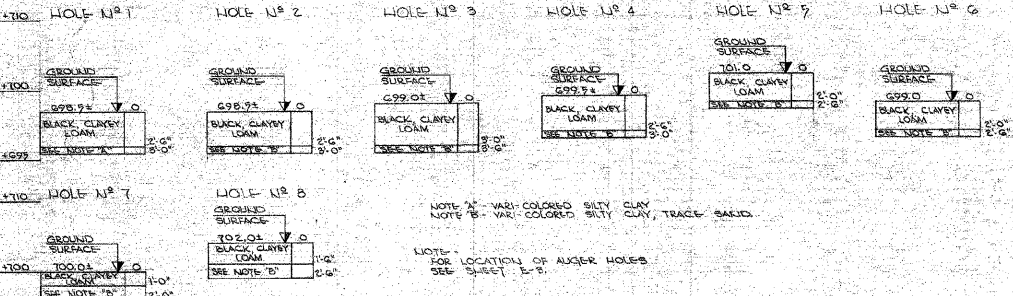 +710 HOLE Nº 1 HOLE Nº 2 HOLE Nº 3 HOLE Nº 4 HOLE Nº 5 HOLE Nº 6
GROUND SURFACE
698.5±
0
BLACK, CLAYEY
LOAM
2'-6"
SEE NOTE "A"
3'-0"
GROUND
SURFACE
698.5±
0
BLACK, CLAYEY
LOAM
2'-6"
SEE NOTE "B"
3'-0"
GROUND
SURFACE
699.0±
0
BLACK, CLAYEY
LOAM
SEE NOTE "B"
GROUND
SURFACE
699.5±
0
BLACK, CLAYEY
LOAM
2'-6"
SEE NOTE "B"
3'-0"
GROUND
SURFACE
701.0
0
BLACK, CLAYEY
LOAM
2'-0"
SEE NOTE "B"
2'-6"
GROUND
SURFACE
699.0
0
BLACK, CLAYEY
LOAM
2'-0"
SEE NOTE "B"
2'-6"
+700
+695
+710 HOLE Nº 7 HOLE Nº 8
GROUND
SURFACE
+700 700.0±
0
BLACK, CLAYEY
LOAM
1'-0"
SEE NOTE "B"
2'-0"
GROUND
SURFACE
702.0±
0
BLACK, CLAYEY
LOAM
1'-6"
SEE NOTE "B"
2'-6"
NOTE "A" - VARI-COLORED SILTY CLAY
NOTE "B" - VARI-COLORED SILTY CLAY, TRACE SAND.
NOTE -
FOR LOCATION OF AUGER HOLES
SEE SHEET E-3.